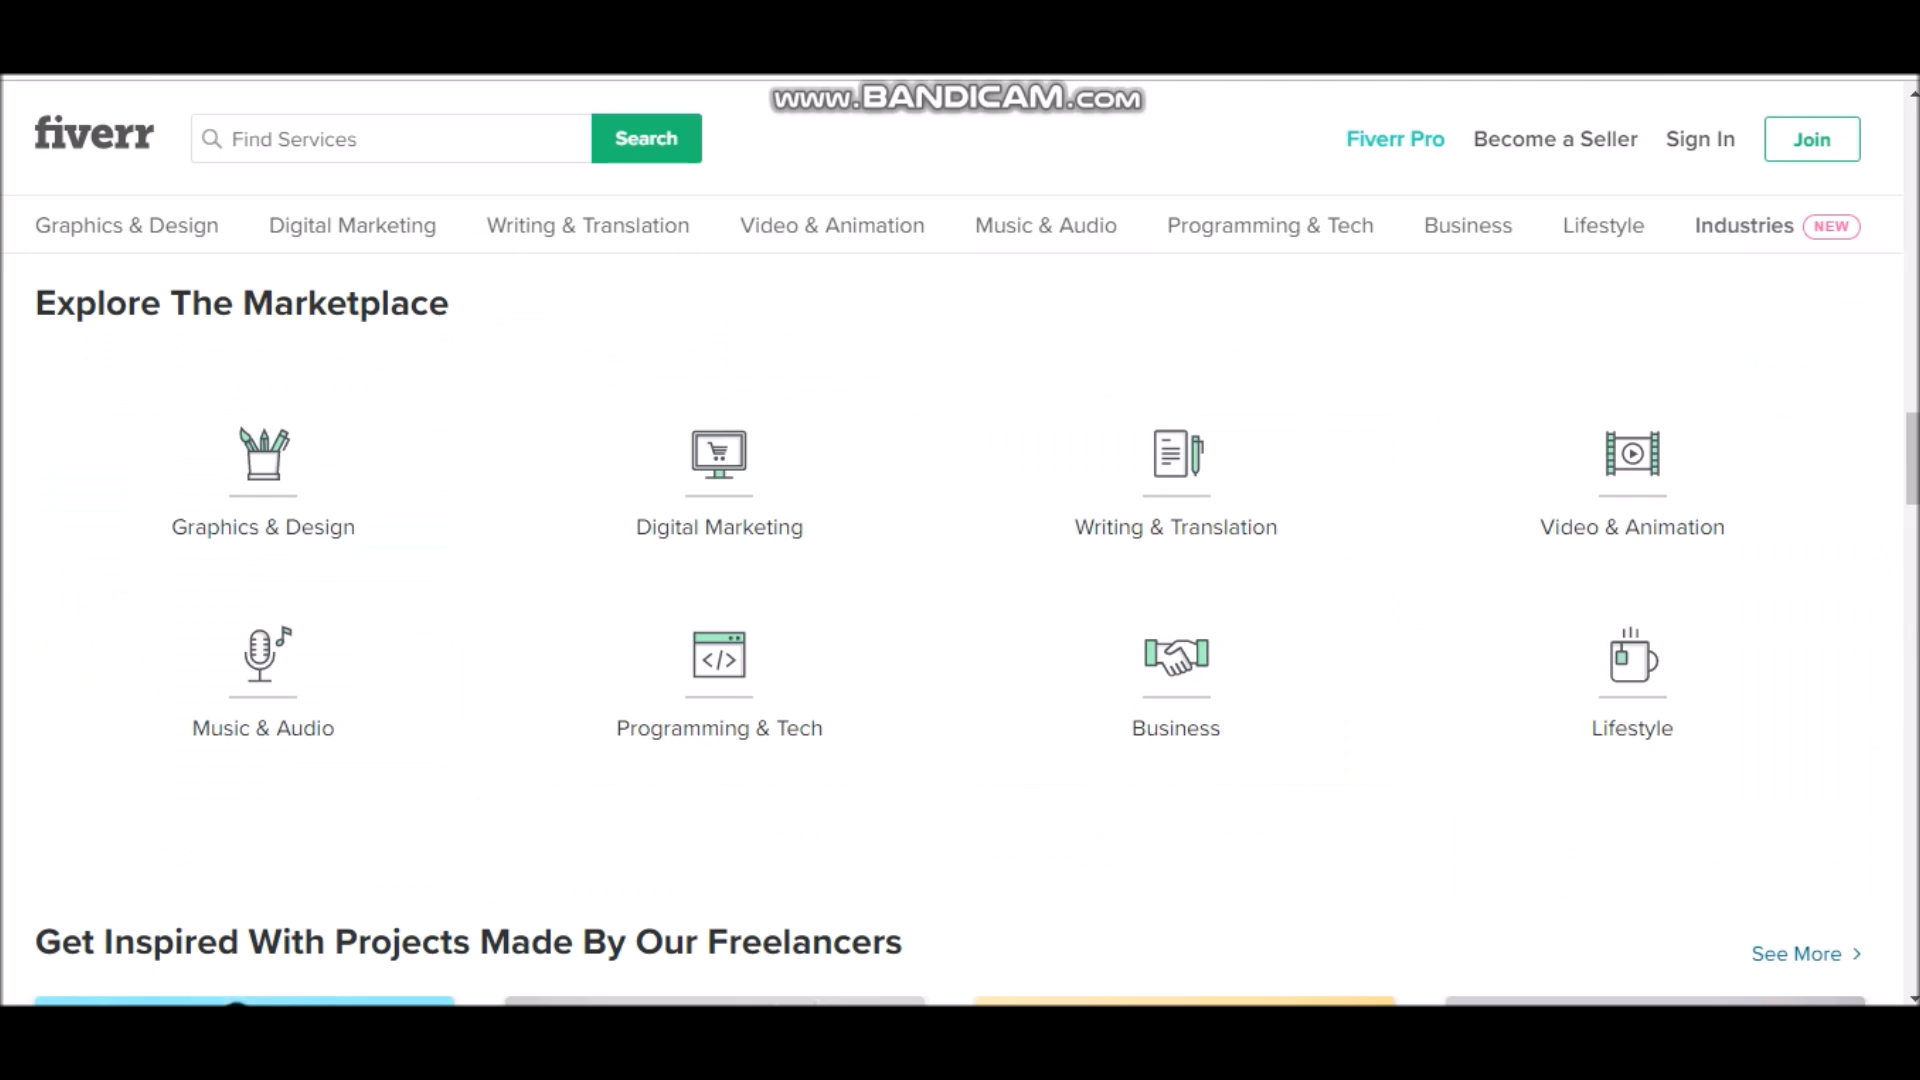 www.BANDICAM.com
fiverr
Find Services
Search
Fiverr Pro
Become a Seller
Sign In
Join
Graphics & Design
Digital Marketing
Writing & Translation
Video & Animation
Music & Audio
Programming & Tech
Business
Lifestyle
Industries NEW
Explore The Marketplace
Graphics & Design
Digital Marketing
Writing & Translation
Video & Animation
Music & Audio
Programming & Tech
Business
Lifestyle
Get Inspired With Projects Made By Our Freelancers
See More >